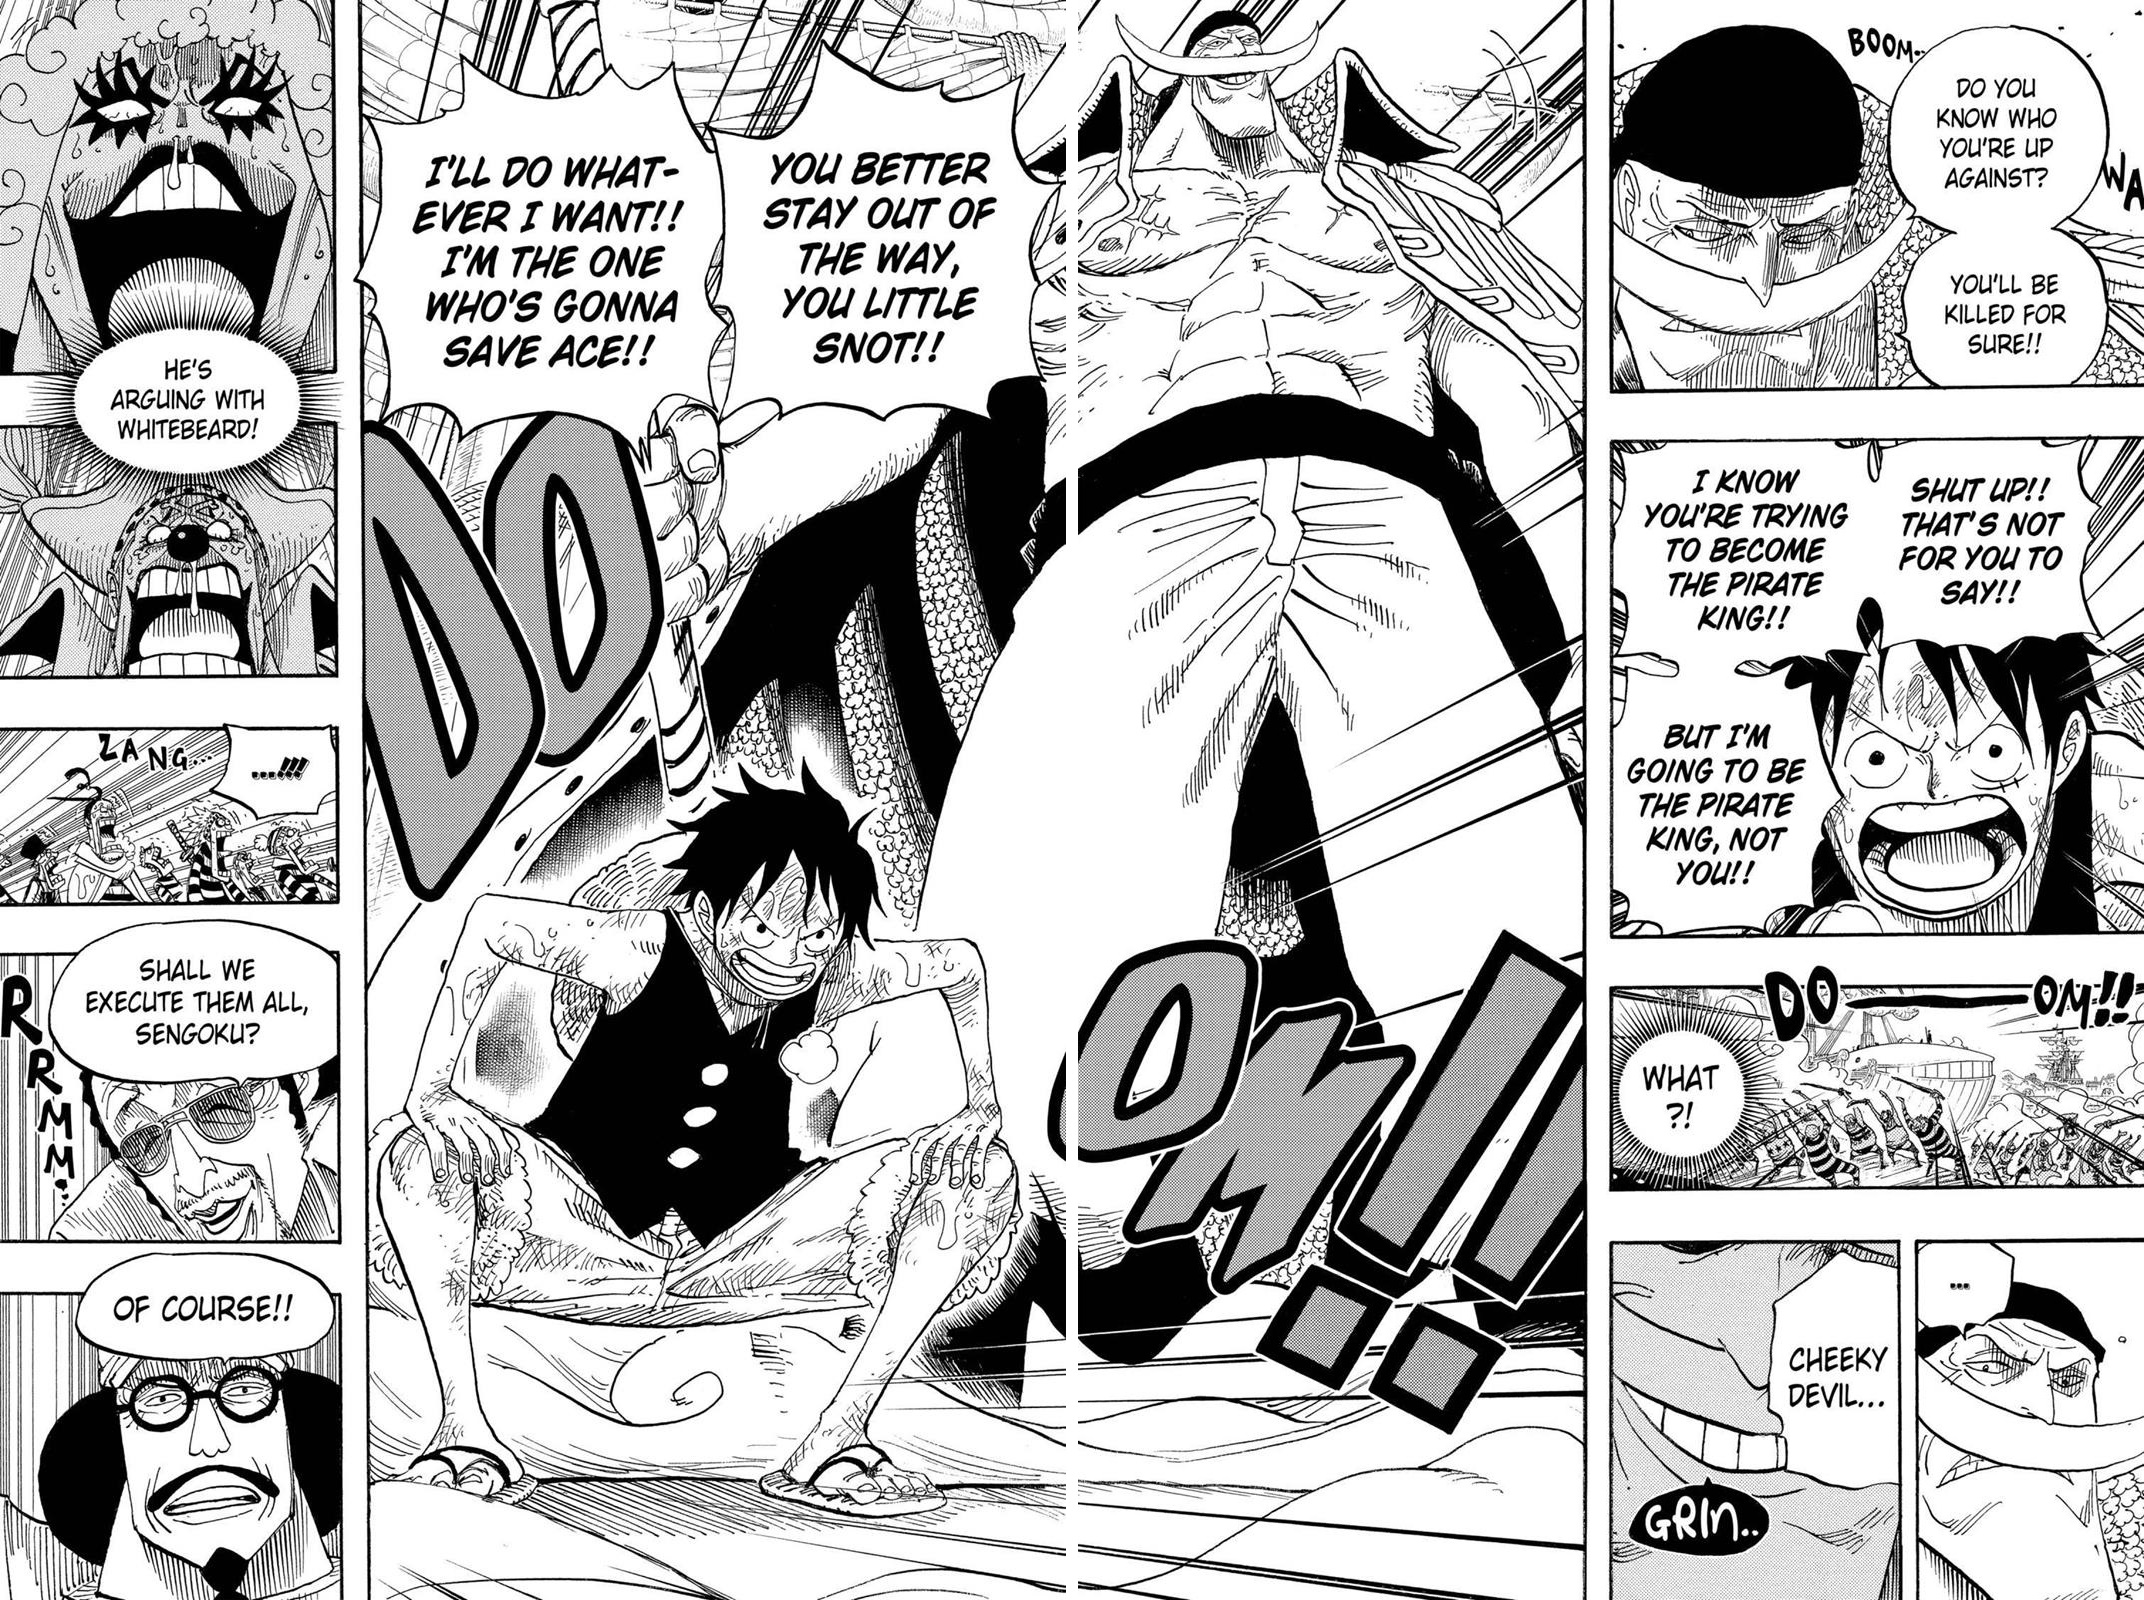 BOOM..
DO YOU
KNOW WHO
YOU'RE UP
AGAINST?
WA
YOU'LL BE
KILLED FOR
SURE!!
SHUT UP!!
THAT'S NOT
FOR YOU TO
SAY!!
I KNOW
YOU'RE TRYING
TO BECOME
THE PIRATE
KING!!
BUT I'M
GOING TO BE
THE PIRATE
KING, NOT
YOU!!
DO OM!!
WHAT
?!
...
CHEEKY
DEVIL...
GRIN..
YOU BETTER
STAY OUT OF
THE WAY,
YOU LITTLE
SNOT!!
I'LL DO WHAT-
EVER I WANT!!
I'M THE ONE
WHO'S GONNA
SAVE ACE!!
DOOM!!
HE'S
ARGUING WITH
WHITEBEARD!
...!!!
ZANG...
SHALL WE
EXECUTE THEM ALL,
SENGOKU?
RRMM...
OF COURSE!!